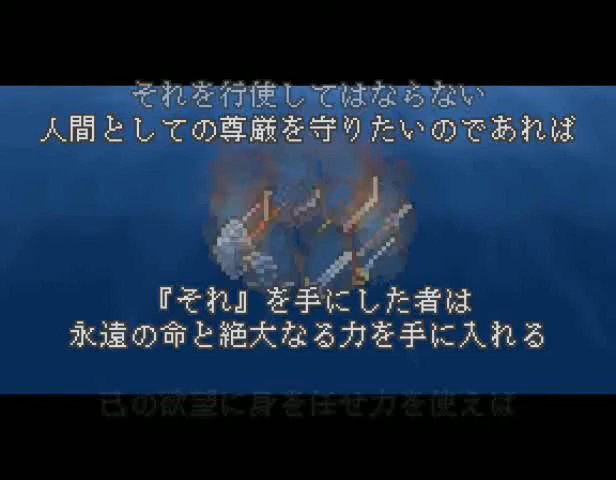 それを行使してはならない
人間としての尊厳を守りたいのであれば
『それ』を手にした者は
永遠の命と絶大なる力を手に入れる
己の欲望に身を任せ力を使えば